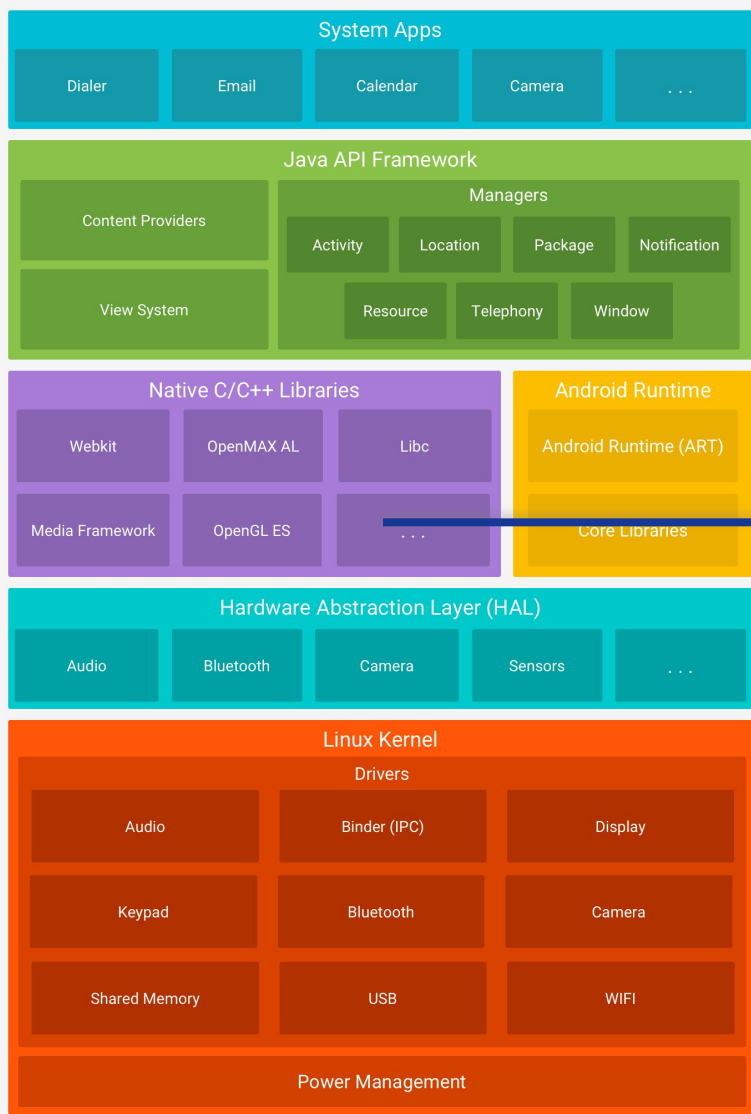 System Apps
Dialer
Email
Calendar
Camera
. . .
Java API Framework
Content Providers
View System
Managers
Activity
Location
Package
Notification
Resource
Telephony
Window
Native C/C++ Libraries
Webkit
OpenMAX AL
Libc
Media Framework
OpenGL ES
. . .
Android Runtime
Android Runtime (ART)
Core Libraries
Hardware Abstraction Layer (HAL)
Audio
Bluetooth
Camera
Sensors
. . .
Linux Kernel
Drivers
Audio
Binder (IPC)
Display
Keypad
Bluetooth
Camera
Shared Memory
USB
WIFI
Power Management